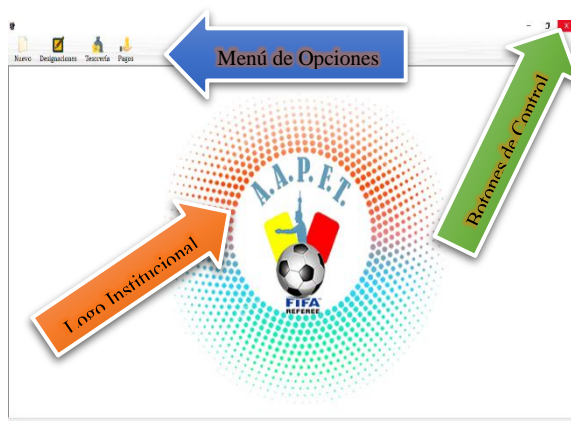 Nuevo Designaciones Tesorería Pagos
Menú de Opciones
Botones de Control
A.A.P.F.T.
Logo Institucional
FIFA
REFEREE